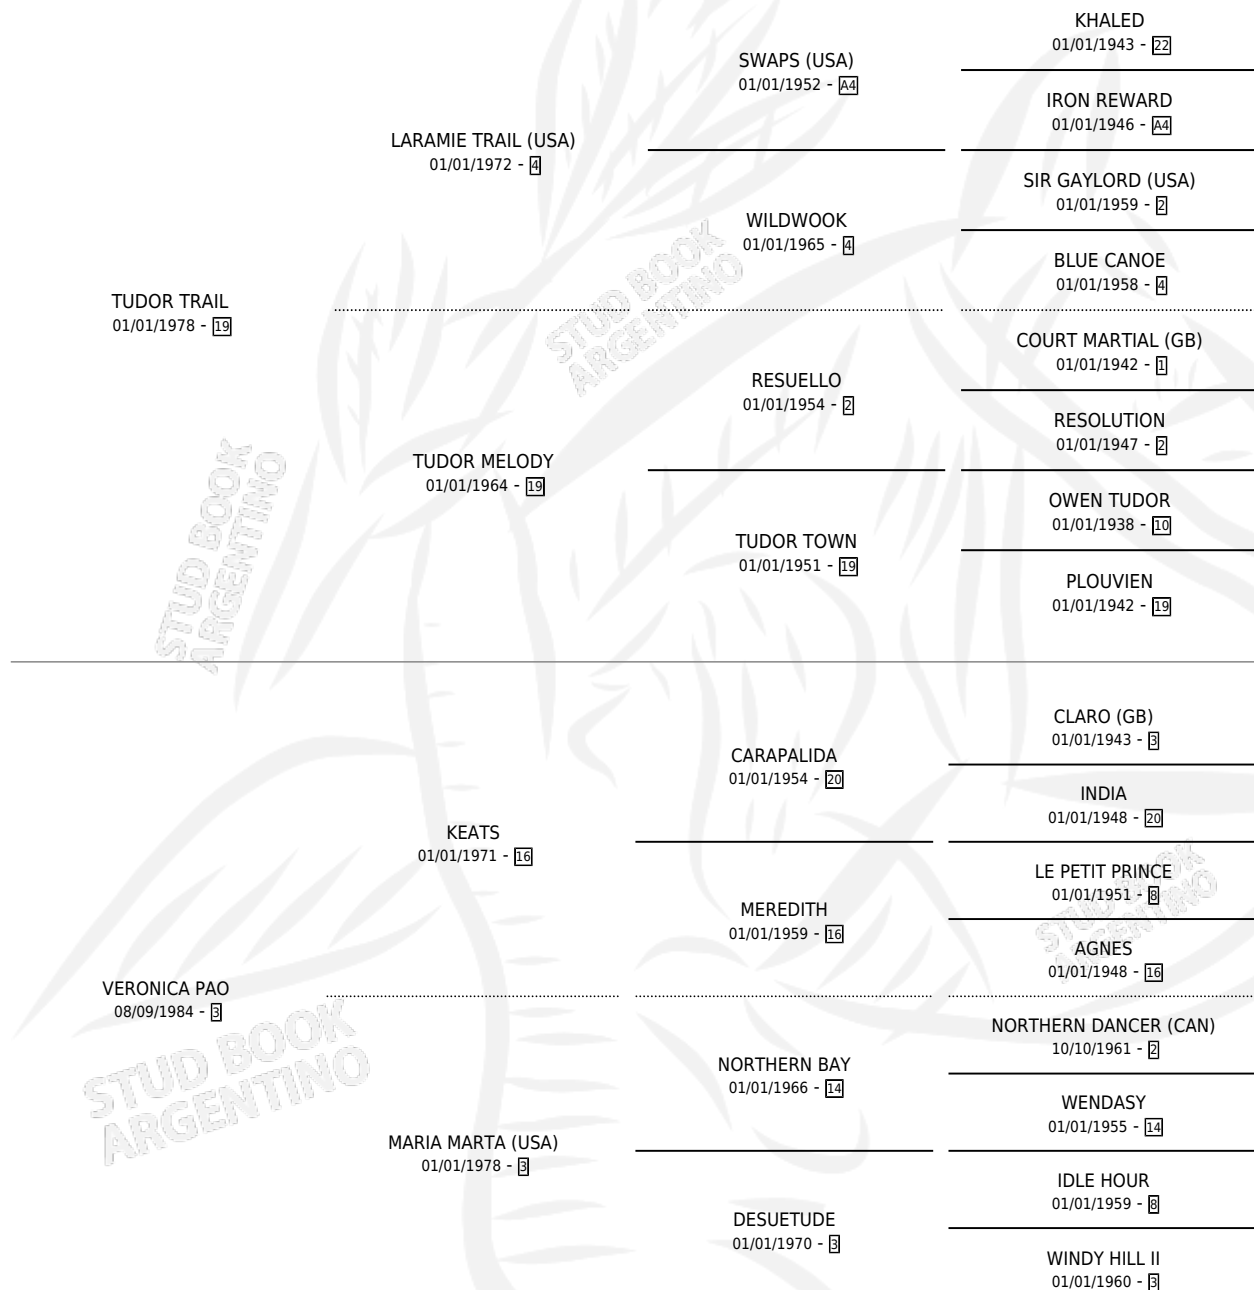 KHALED
01/01/1943 - 22
SWAPS (USA)
01/01/1952 - A4
IRON REWARD
01/01/1946 - A4
LARAMIE TRAIL (USA)
01/01/1972 - 4
SIR GAYLORD (USA)
01/01/1959 - 2
WILDWOOK
01/01/1965 - 4
BLUE CANOE
01/01/1958 - 4
TUDOR TRAIL
01/01/1978 - 19
COURT MARTIAL (GB)
01/01/1942 - 1
RESUELLO
01/01/1954 - 2
RESOLUTION
01/01/1947 - 2
TUDOR MELODY
01/01/1964 - 19
OWEN TUDOR
01/01/1938 - 10
TUDOR TOWN
01/01/1951 - 19
PLOUVIEN
01/01/1942 - 19
CLARO (GB)
01/01/1943 - 3
CARAPALIDA
01/01/1954 - 20
INDIA
01/01/1948 - 20
KEATS
01/01/1971 - 16
LE PETIT PRINCE
01/01/1951 - 8
MEREDITH
01/01/1959 - 16
AGNES
01/01/1948 - 16
VERONICA PAO
08/09/1984 - 3
NORTHERN DANCER (CAN)
10/10/1961 - 2
NORTHERN BAY
01/01/1966 - 14
WENDASY
01/01/1955 - 14
MARIA MARTA (USA)
01/01/1978 - 3
IDLE HOUR
01/01/1959 - 8
DESUETUDE
01/01/1970 - 3
WINDY HILL II
01/01/1960 - 3
STUD BOOK
ARGENTINO
STUD BOOK
ARGENTINO
STUD BOOK
ARGENTINO
STUD BOOK
ARGENTINO